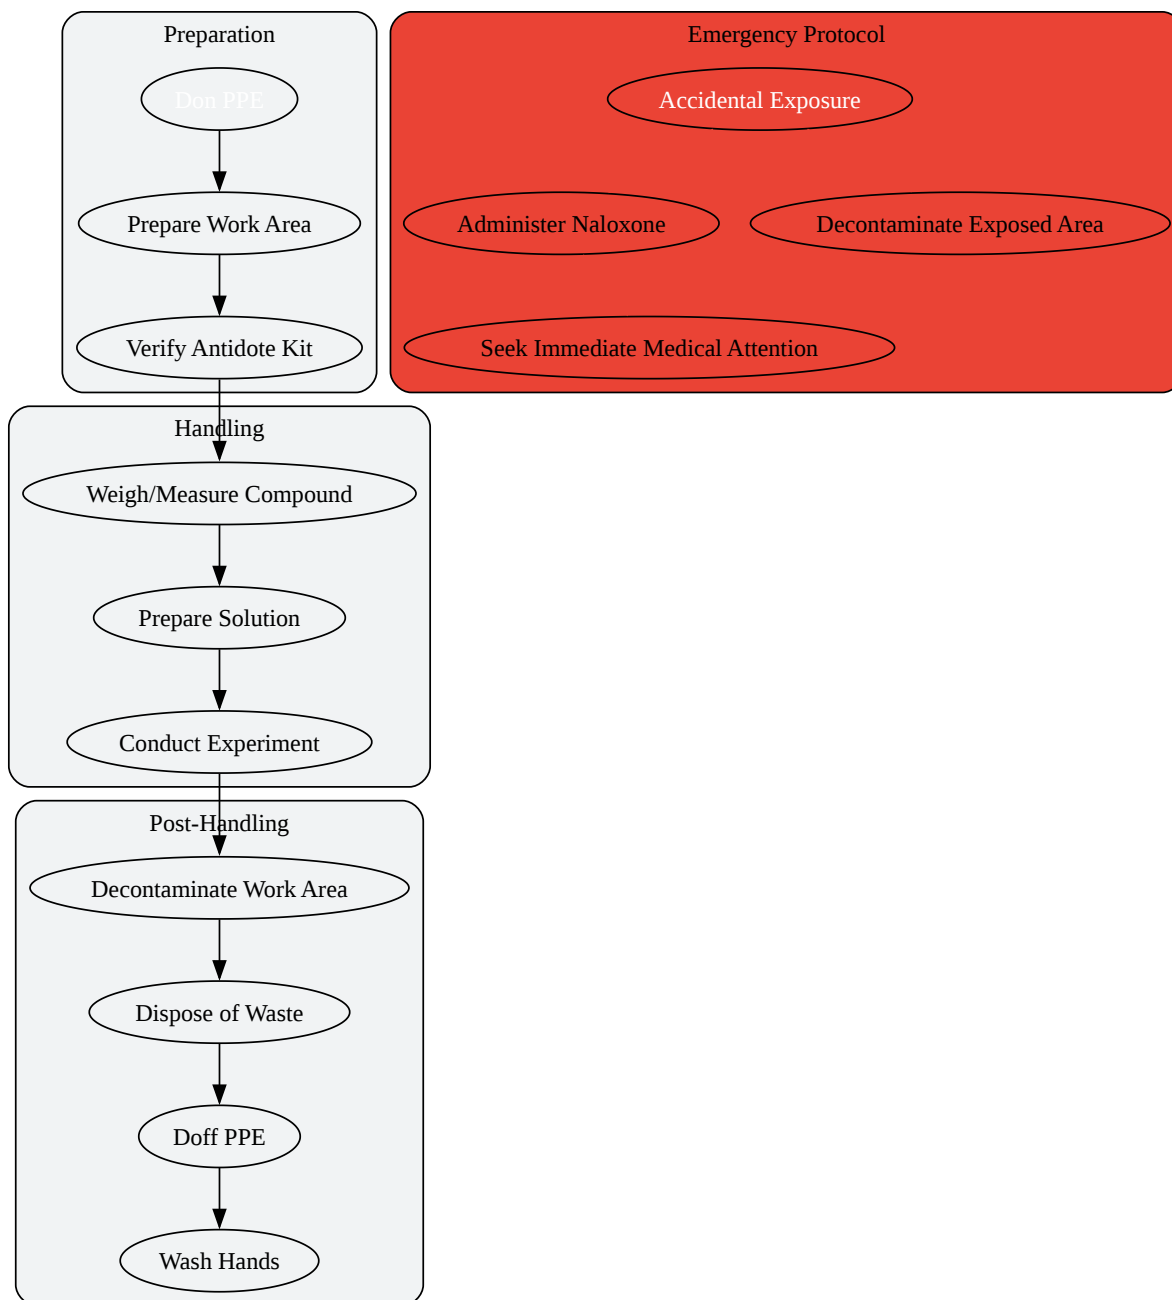 Preparation
Don PPE
Prepare Work Area
Verify Antidote Kit
Emergency Protocol
Accidental Exposure
Administer Naloxone
Decontaminate Exposed Area
Seek Immediate Medical Attention
Handling
Weigh/Measure Compound
Prepare Solution
Conduct Experiment
Post-Handling
Decontaminate Work Area
Dispose of Waste
Doff PPE
Wash Hands